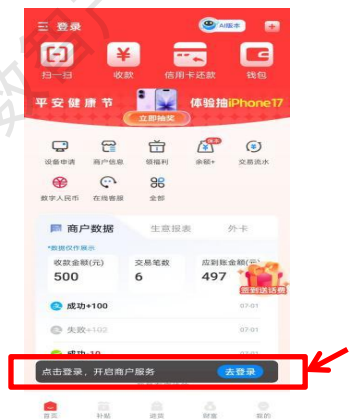 登录
AI版本
扫一扫
收款
信用卡还款
钱包
平安健康节
体验抽iPhone17
立即抽奖
设备申请
商户信息
领福利
余额+
交易流水
数字人民币
在线客服
全部
商户数据
生意报表
外卡
*数据仅作展示
收款金额(元)
交易笔数
应到账金额(元)
500
6
497
签到送话费
成功+100
07-01
失败+100
07-01
成功+10
07-01
点击登录，开启商户服务
去登录
首页
补贴
进货
财富
我的